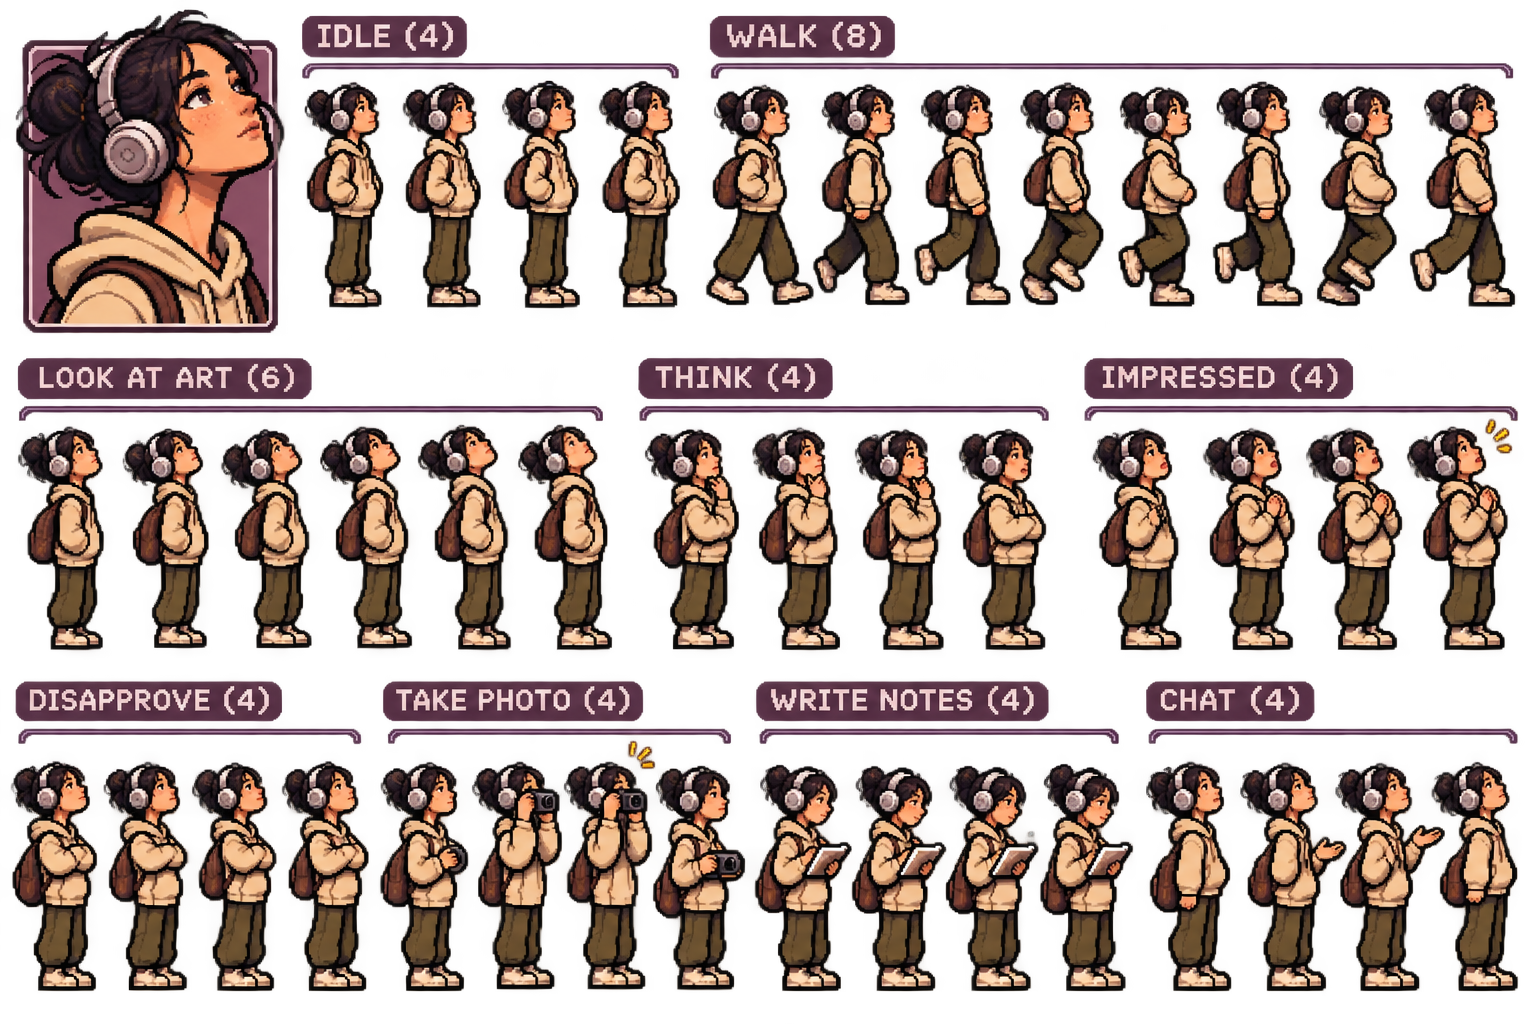 IDLE (4)
WALK (8)
LOOK AT ART (6)
THINK (4)
IMPRESSED (4)
DISAPPROVE (4)
TAKE PHOTO (4)
WRITE NOTES (4)
CHAT (4)